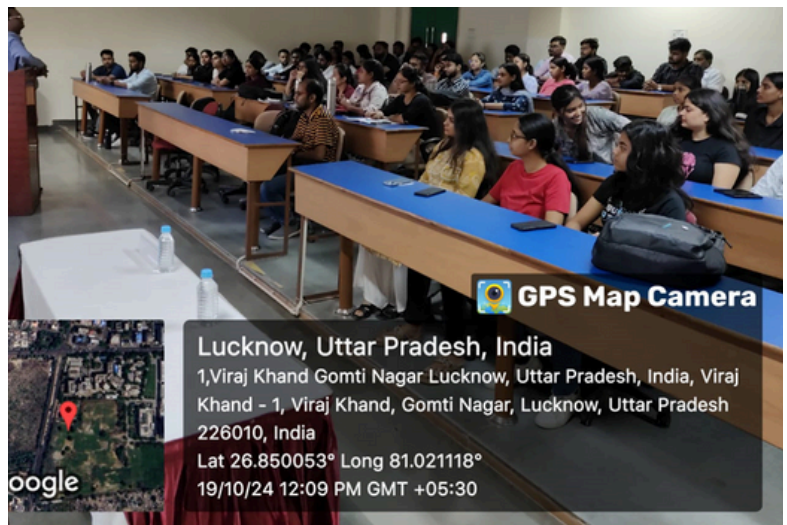 GPS Map Camera
Lucknow, Uttar Pradesh, India
1,Viraj Khand Gomti Nagar Lucknow, Uttar Pradesh, India, Viraj
Khand - 1, Viraj Khand, Gomti Nagar, Lucknow, Uttar Pradesh
226010, India
Lat 26.850053° Long 81.021118°
19/10/24 12:09 PM GMT +05:30
oogle